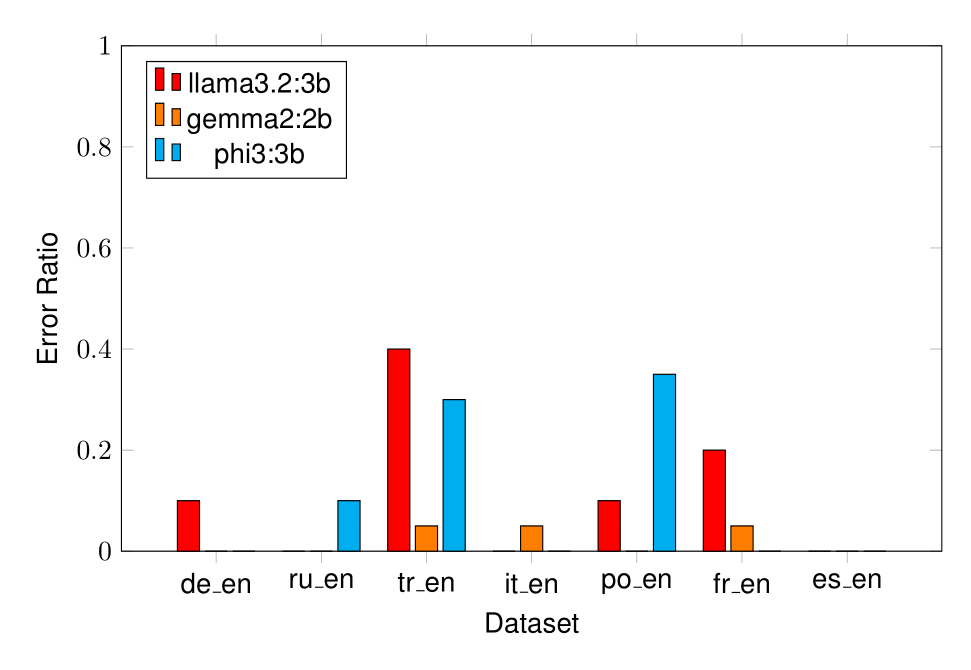 1
0.8
0.6
0.4
0.2
0
Error Ratio
llama3.2:3b
gemma2:2b
phi3:3b
de_en ru_en tr_en it_en po_en fr_en es_en
Dataset